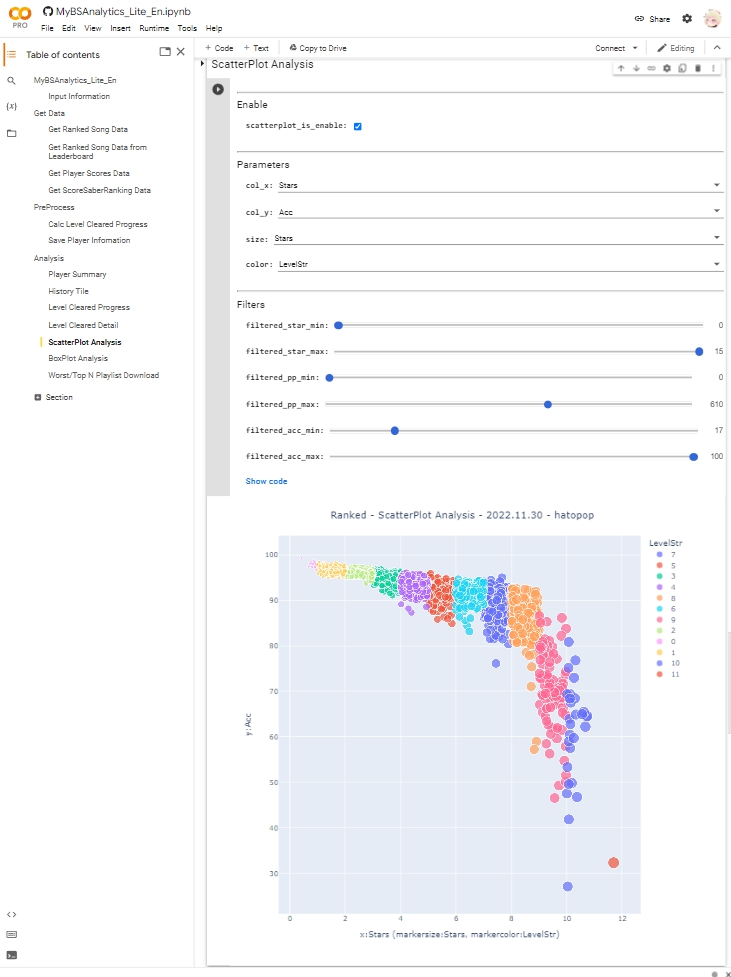 MyBSAnalytics_Lite_En.ipynb
PRO
File Edit View Insert Runtime Tools Help
Share
Table of contents
+ Code + Text Copy to Drive
Connect
Editing
MyBSAnalytics_Lite_En
Input Information
Get Data
Get Ranked Song Data
Get Ranked Song Data from
Leaderboard
Get Player Scores Data
Get ScoreSaberRanking Data
PreProcess
Calc Level Cleared Progress
Save Player Infomation
Analysis
Player Summary
History Tile
Level Cleared Progress
Level Cleared Detail
ScatterPlot Analysis
BoxPlot Analysis
Worst/Top N Playlist Download
Section
{x}
<>
ScatterPlot Analysis
Enable
scatterplot_is_enable:
Parameters
col_x: Stars
col_y: Acc
size: Stars
color: LevelStr
Filters
filtered_star_min: 0
filtered_star_max: 15
filtered_pp_min: 0
filtered_pp_max: 610
filtered_acc_min: 17
filtered_acc_max: 100
Show code
Ranked - ScatterPlot Analysis - 2022.11.30 - hatopop
LevelStr
7
5
3
4
8
6
9
2
0
1
10
11
100
90
80
70
60
50
40
30
y:Acc
0 2 4 6 8 10 12
x:Stars (markersize:Stars, markercolor:LevelStr)